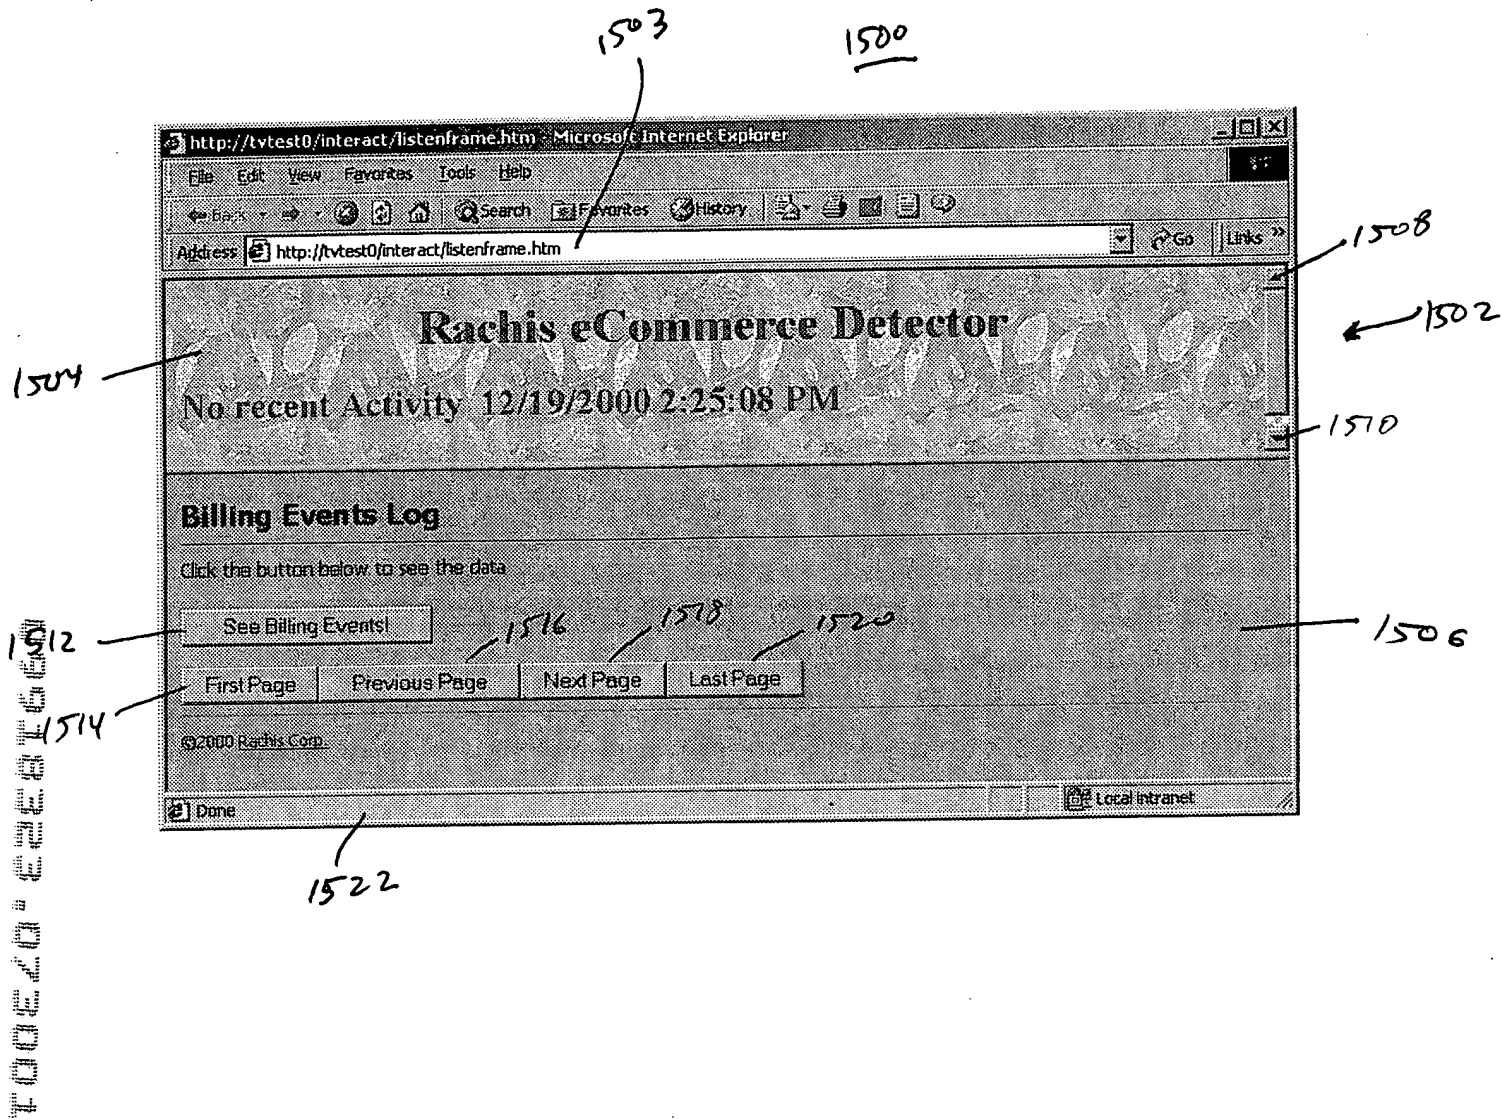 1503
1500
http://tvtest0/interact/listenframe.htm - Microsoft Internet Explorer
File Edit View Favorites Tools Help
Back Search Favorites History
Address http://tvtest0/interact/listenframe.htm Go Links »
1508
Rachis eCommerce Detector
1502
1504
No recent Activity 12/19/2000 2:25:08 PM
1510
Billing Events Log
Click the button below to see the data
1512 See Billing Events! 1516 1518 1520
1506
First Page Previous Page Next Page Last Page
1514
©2000 Rachis Corp.
Done Local intranet
1522
09918323.073001